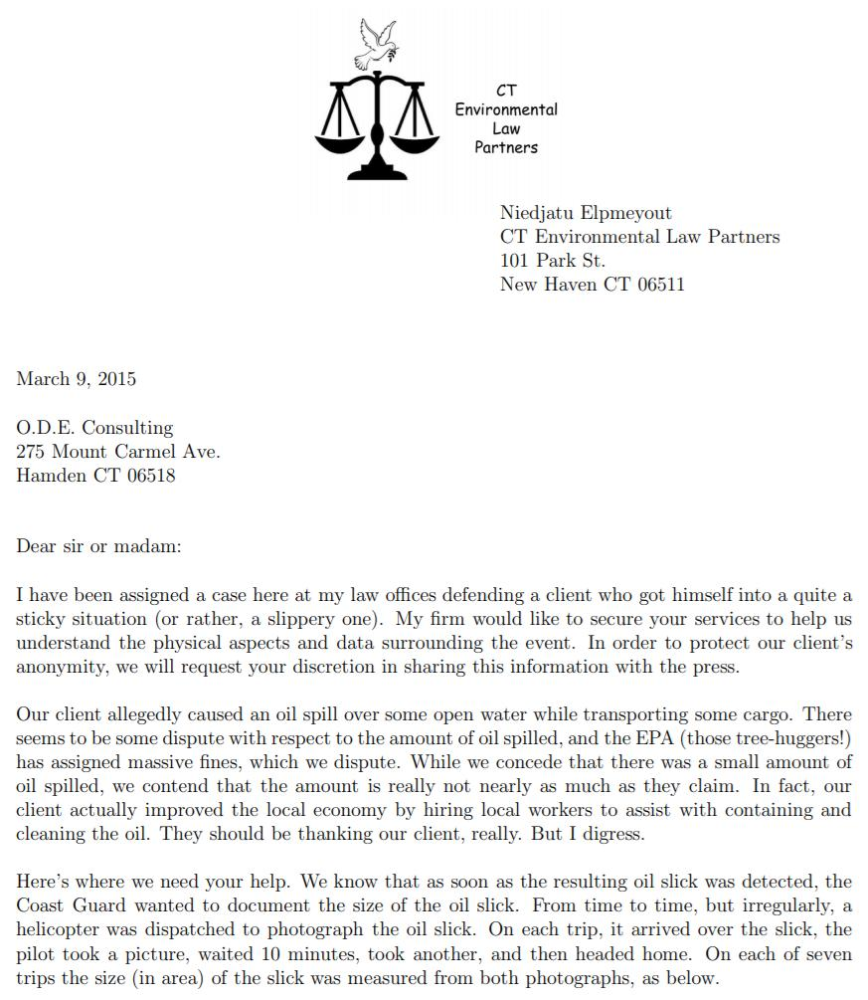 CT
Environmental
Law
Partners
Niedjatu Elpmeyout
CT Environmental Law Partners
101 Park St.
New Haven CT 06511
March 9, 2015
O.D.E. Consulting
275 Mount Carmel Ave.
Hamden CT 06518
Dear sir or madam:
I have been assigned a case here at my law offices defending a client who got himself into a quite a
sticky situation (or rather, a slippery one). My firm would like to secure your services to help us
understand the physical aspects and data surrounding the event. In order to protect our client's
anonymity, we will request your discretion in sharing this information with the press.
Our client allegedly caused an oil spill over some open water while transporting some cargo. There
seems to be some dispute with respect to the amount of oil spilled, and the EPA (those tree-huggers!)
has assigned massive fines, which we dispute. While we concede that there was a small amount of
oil spilled, we contend that the amount is really not nearly as much as they claim. In fact, our
client actually improved the local economy by hiring local workers to assist with containing and
cleaning the oil. They should be thanking our client, really. But I digress.
Here's where we need your help. We know that as soon as the resulting oil slick was detected, the
Coast Guard wanted to document the size of the oil slick. From time to time, but irregularly, a
helicopter was dispatched to photograph the oil slick. On each trip, it arrived over the slick, the
pilot took a picture, waited 10 minutes, took another, and then headed home. On each of seven
trips the size (in area) of the slick was measured from both photographs, as below.